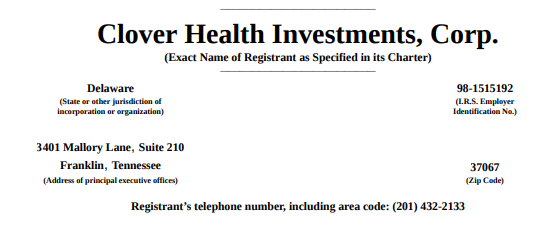 Clover Health Investments, Corp.
(Exact Name of Registrant as Specified in its Charter)
Delaware 98-1515192
(State or other jurisdiction of (I.R.S. Employer
incorporation or organization) Identification No.)
3401 Mallory Lane, Suite 210
Franklin, Tennessee 37067
(Address of principal executive offices) (Zip Code)
Registrant’s telephone number, including area code: (201) 432-2133